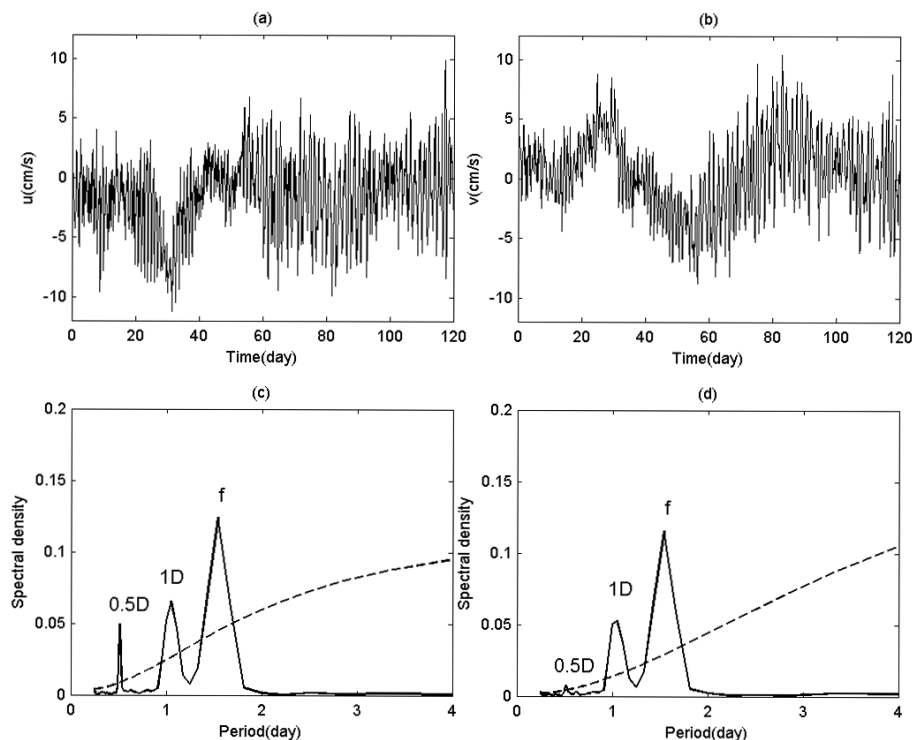 (a)
u(cm/s)
10
5
0
-5
-10
0 20 40 60 80 100 120
Time(day)
(b)
v(cm/s)
10
5
0
-5
-10
0 20 40 60 80 100 120
Time(day)
(c)
Spectral density
0.2
0.15
0.1
0.05
0
f
1D
0.5D
0 1 2 3 4
Period(day)
(d)
Spectral density
0.2
0.15
0.1
0.05
0
f
1D
0.5D
0 1 2 3 4
Period(day)